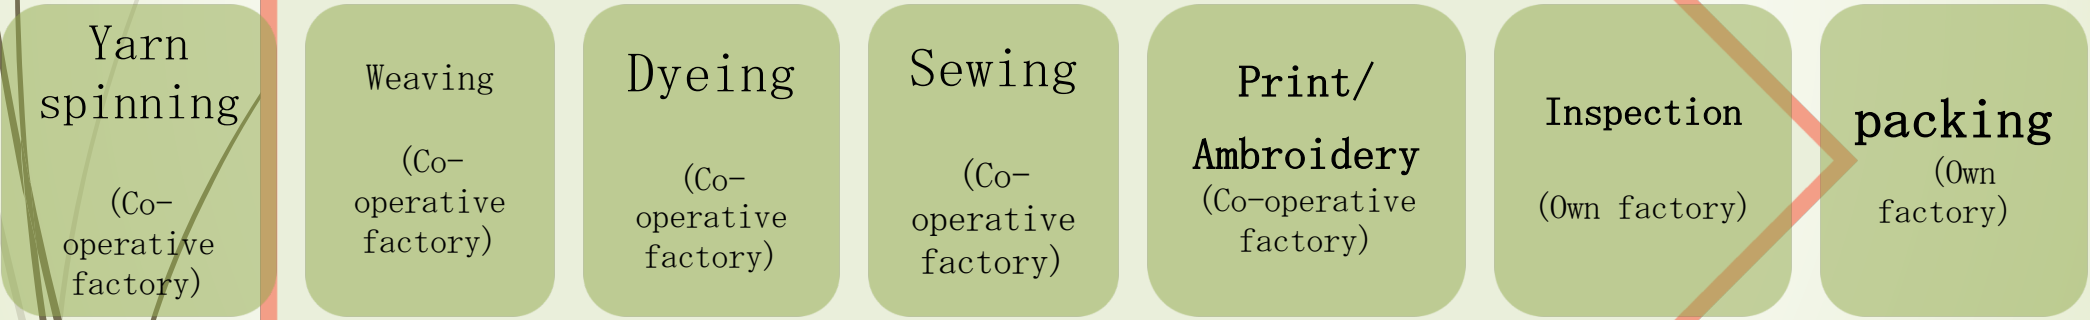 Yarn
spinning
(Co-
operative
factory)
Weaving
(Co-
operative
factory)
Dyeing
(Co-
operative
factory)
Sewing
(Co-
operative
factory)
Print/
Ambroidery
(Co-operative
factory)
Inspection
(Own factory)
packing
(Own
factory)